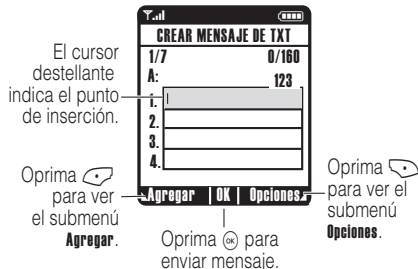 CREAR MENSAJE DE TXT
1/7 0/160
A: 123
1.
2.
3.
4.
Agregar OK Opciones
El cursor
destellante
indica el punto
de inserción.
Oprima
para ver
el submenú
Agregar.
Oprima para
enviar mensaje.
Oprima
para ver el
submenú
Opciones.